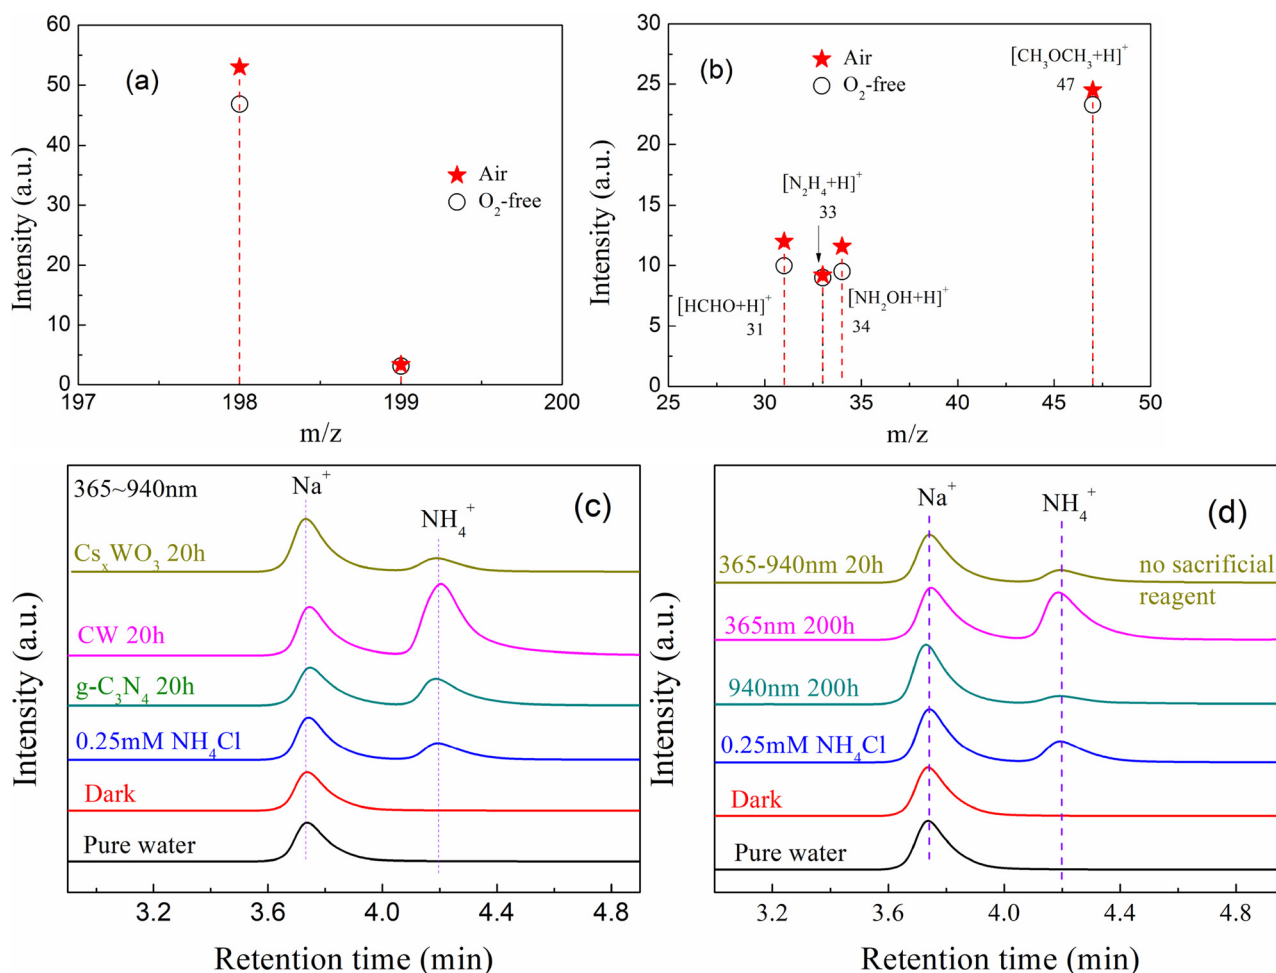 (a)
Air
O₂-free
60
50
40
30
20
10
0
197 198 199 200
m/z
Intensity (a.u.)
(b)
Air
O₂-free
[CH₃OCH₃+H]⁺
47
[N₂H₄+H]⁺
33
[HCHO+H]⁺
31
[NH₂OH+H]⁺
34
30
25
20
15
10
5
0
25 30 35 40 45 50
m/z
Intensity (a.u.)
365~940nm
Na⁺
NH₄⁺
(c)
CsₓWO₃ 20h
CW 20h
g-C₃N₄ 20h
0.25mM NH₄Cl
Dark
Pure water
3.2 3.6 4.0 4.4 4.8
Retention time (min)
Intensity (a.u.)
Na⁺
NH₄⁺
(d)
365-940nm 20h
no sacrificial
reagent
365nm 200h
940nm 200h
0.25mM NH₄Cl
Dark
Pure water
3.2 3.6 4.0 4.4 4.8
Retention time (min)
Intensity (a.u.)